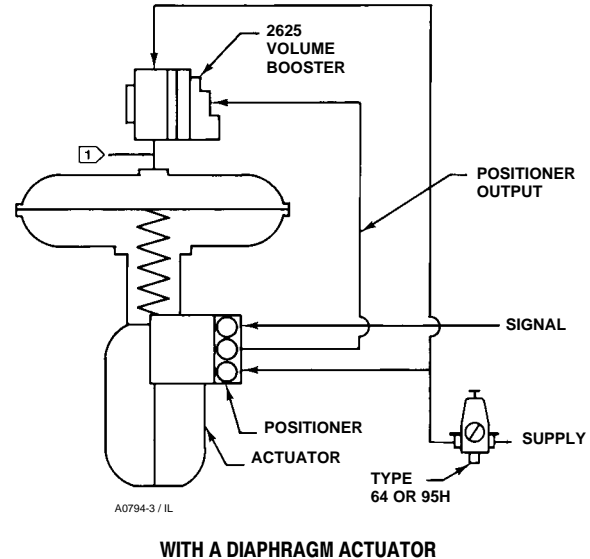 2625
VOLUME
BOOSTER
1
POSITIONER
OUTPUT
SIGNAL
POSITIONER
ACTUATOR
SUPPLY
TYPE
64 OR 95H
A0794-3 / IL
WITH A DIAPHRAGM ACTUATOR